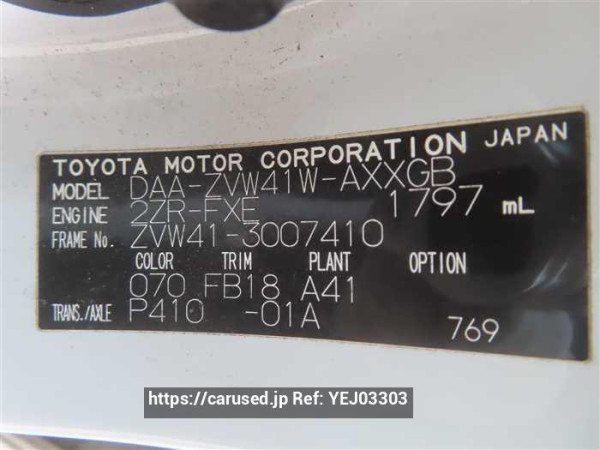 TOYOTA MOTOR CORPORATION JAPAN
MODEL DAA-ZVW41W-AXXGB
ENGINE 2ZR-FXE 1797 mL
FRAME No. ZVW41-3007410
COLOR TRIM PLANT OPTION
070 FB18 A41
TRANS./AXLE P410 -01A
769
https://carused.jp Ref: YEJ03303